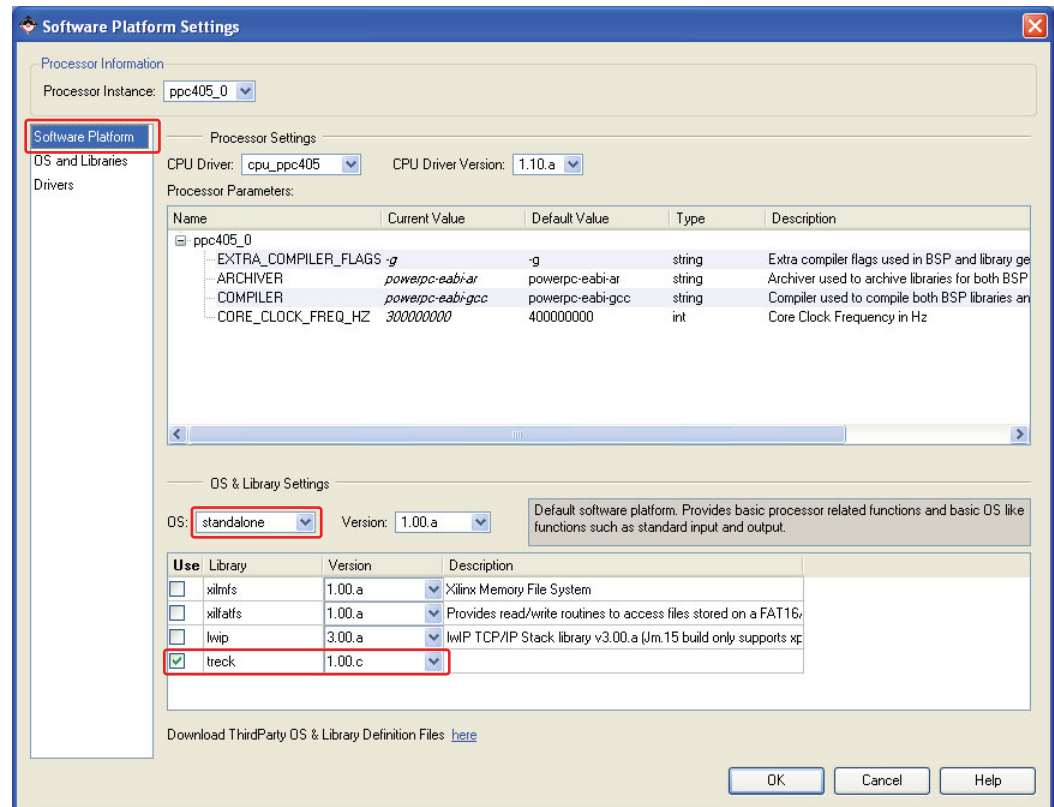 Software Platform Settings
Processor Information
Processor Instance: ppc405_0
Software Platform
OS and Libraries
Drivers
Processor Settings
CPU Driver: cpu_ppc405 CPU Driver Version: 1.10.a
Processor Parameters:
Name Current Value Default Value Type Description
ppc405_0
EXTRA_COMPILER_FLAGS -g -g string Extra compiler flags used in BSP and library ge
ARCHIVER powerpc-eabi-ar powerpc-eabi-ar string Archiver used to archive libraries for both BSP
COMPILER powerpc-eabi-gcc powerpc-eabi-gcc string Compiler used to compile both BSP libraries an
CORE_CLOCK_FREQ_HZ 300000000 400000000 int Core Clock Frequency in Hz
OS & Library Settings
OS: standalone Version: 1.00.a
Default software platform. Provides basic processor related functions and basic OS like
functions such as standard input and output.
Use Library Version Description
xilmfs 1.00.a Xilinx Memory File System
xilfatfs 1.00.a Provides read/write routines to access files stored on a FAT16/
lwip 3.00.a lwIP TCP/IP Stack library v3.00.a (Jm.15 build only supports xp
treck 1.00.c
Download ThirdParty OS & Library Definition Files here
OK Cancel Help